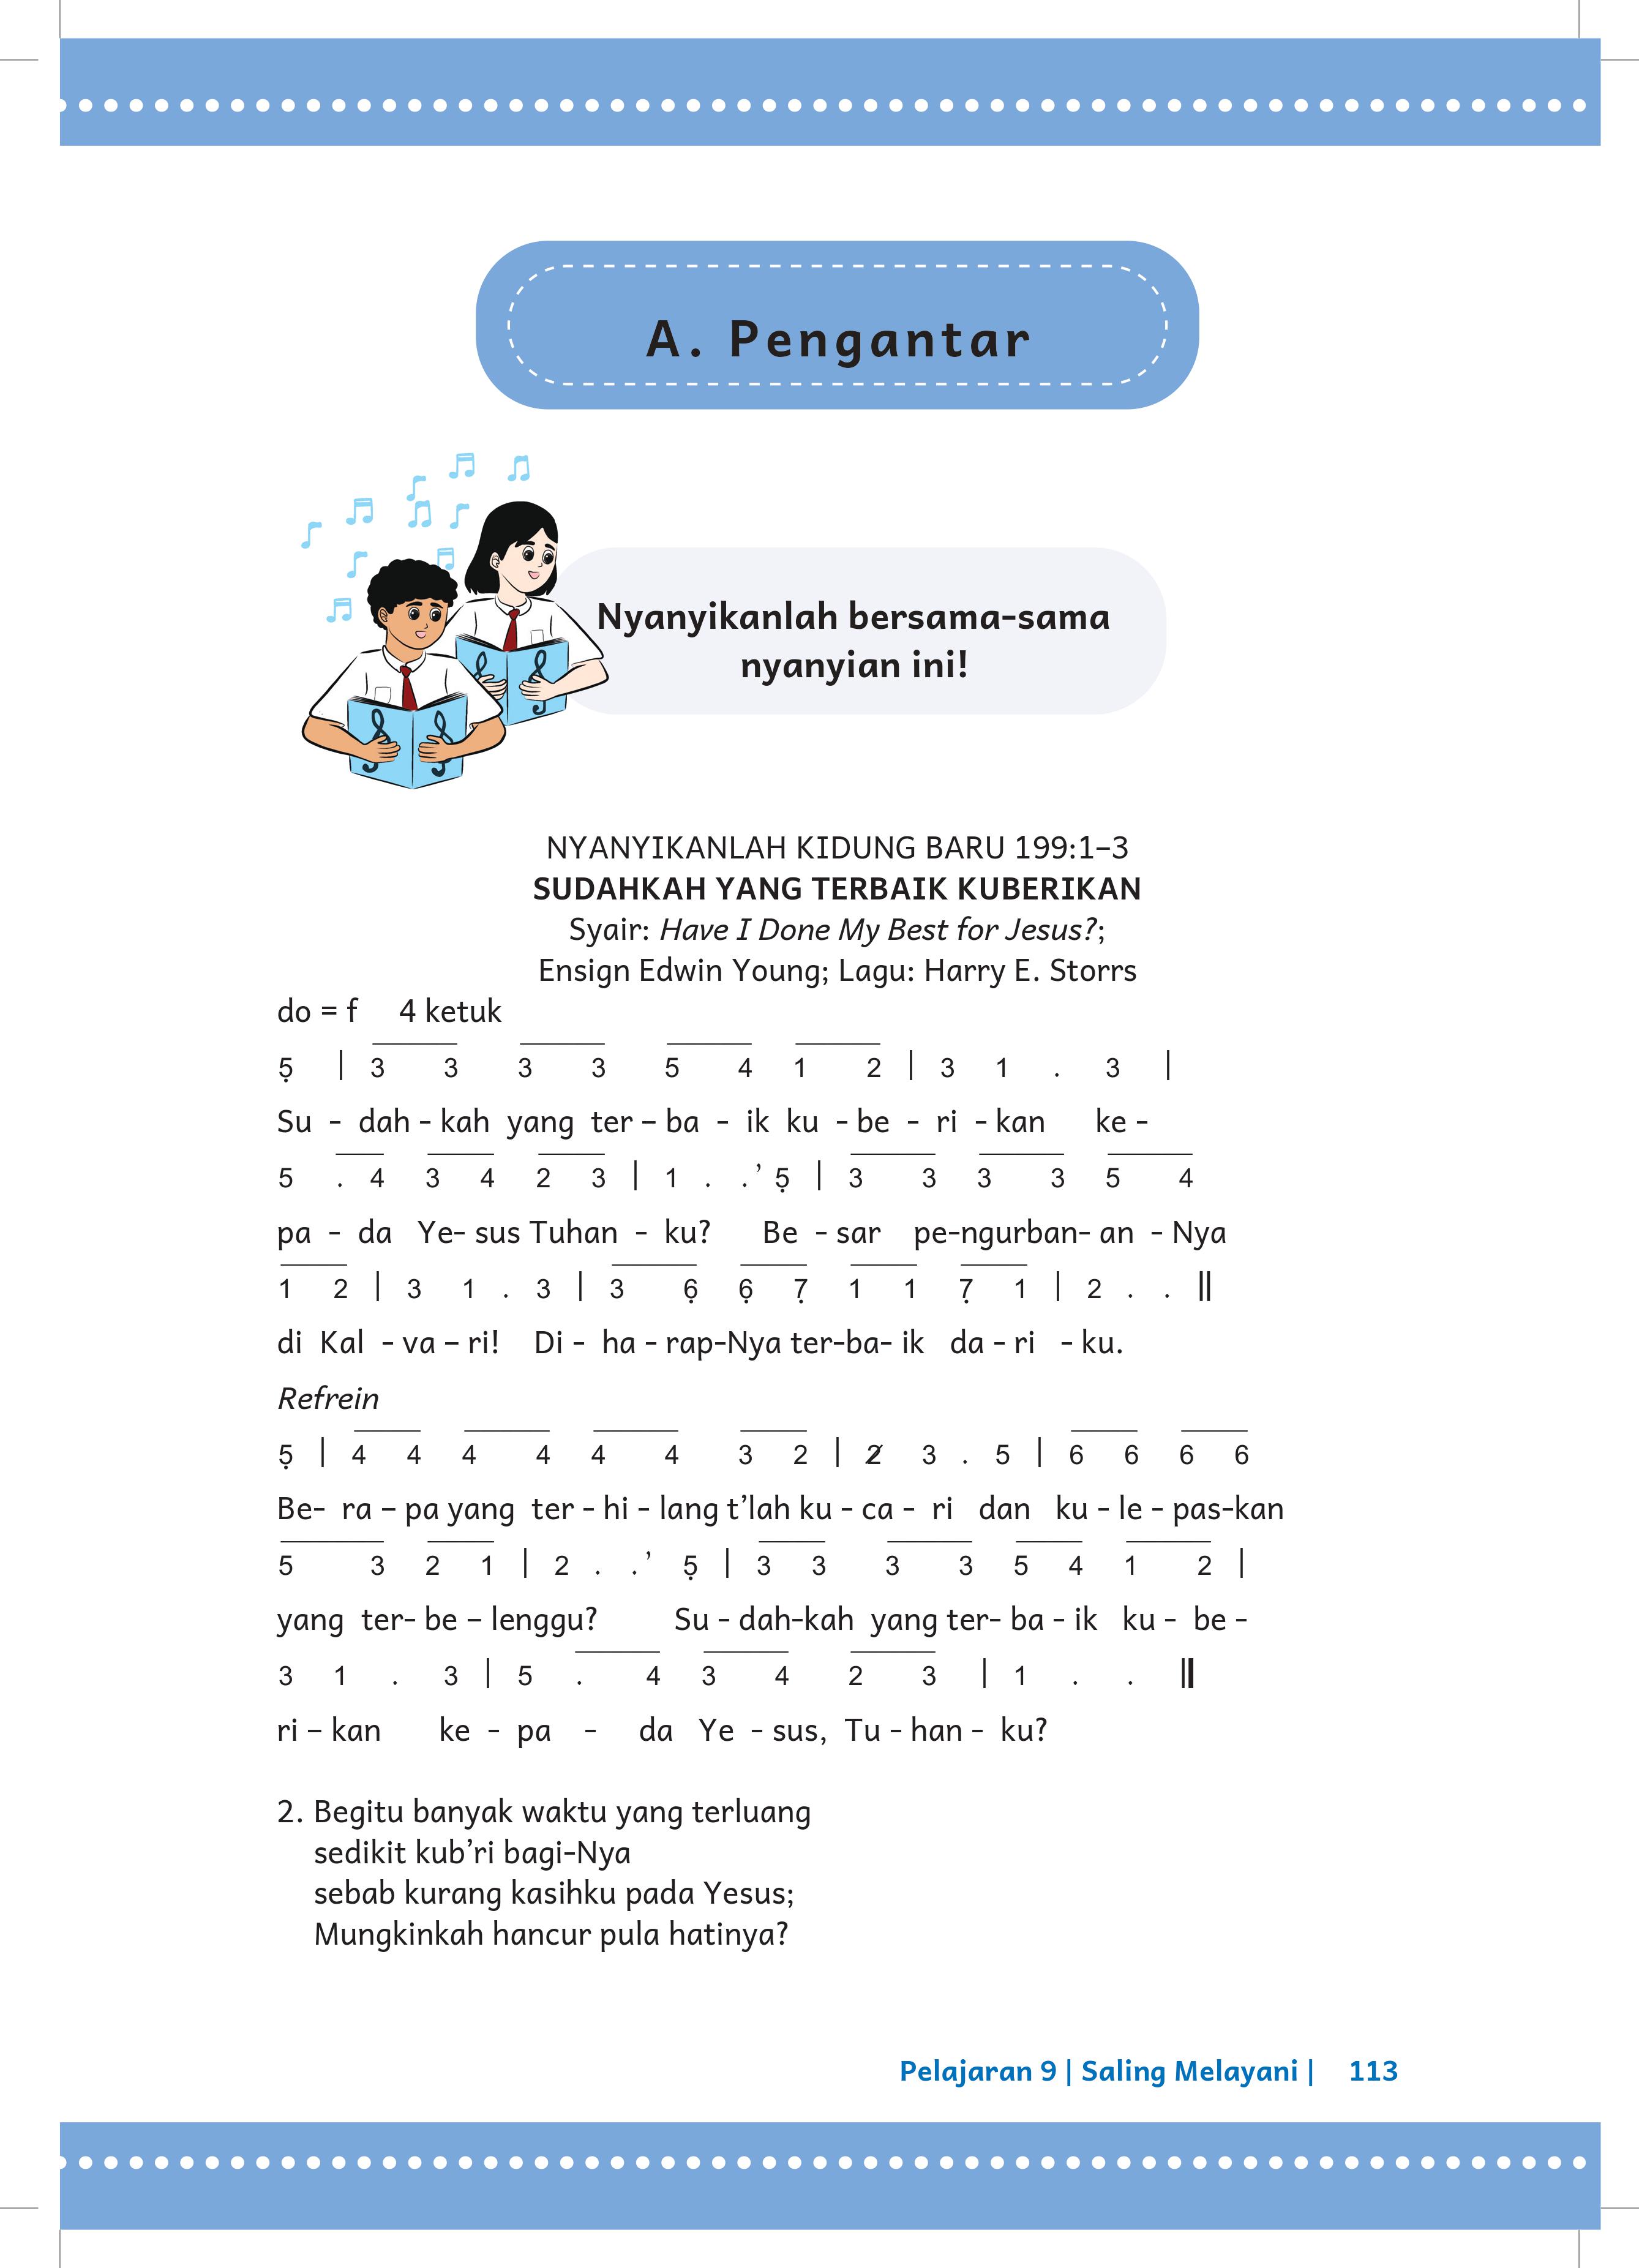 A. Pengantar
Nyanyikanlah bersama-sama
nyanyian ini!
NYANYIKANLAH KIDUNG BARU 199:1–3
SUDAHKAH YANG TERBAIK KUBERIKAN
Syair: Have I Done My Best for Jesus?;
Ensign Edwin Young; Lagu: Harry E. Storrs
do = f 4 ketuk
5̣ | 3 3 3 3 5 4 1 2 | 3 1 . 3 |
Su - dah - kah yang ter – ba - ik ku - be - ri - kan ke -
5 . 4 3 4 2 3 | 1 . .’ 5̣ | 3 3 3 3 5 4
pa - da Ye- sus Tuhan - ku? Be - sar pe-ngurban- an - Nya
1 2 | 3 1 . 3 | 3 6̣ 6̣ 7̣ 1 1 7̣ 1 | 2 . . ||
di Kal - va – ri! Di - ha - rap-Nya ter-ba- ik da - ri - ku.
Refrein
5̣ | 4 4 4 4 4 4 3 2 | 2̸ 3 . 5 | 6 6 6 6
Be- ra – pa yang ter - hi - lang t’lah ku - ca - ri dan ku - le - pas-kan
5 3 2 1 | 2 . .’ 5̣ | 3 3 3 3 5 4 1 2 |
yang ter- be – lenggu? Su - dah-kah yang ter- ba - ik ku - be -
3 1 . 3 | 5 . 4 3 4 2 3 | 1 . . ||
ri – kan ke - pa - da Ye - sus, Tu - han - ku?
2. Begitu banyak waktu yang terluang
sedikit kub’ri bagi-Nya
sebab kurang kasihku pada Yesus;
Mungkinkah hancur pula hatinya?
Pelajaran 9 | Saling Melayani | 113